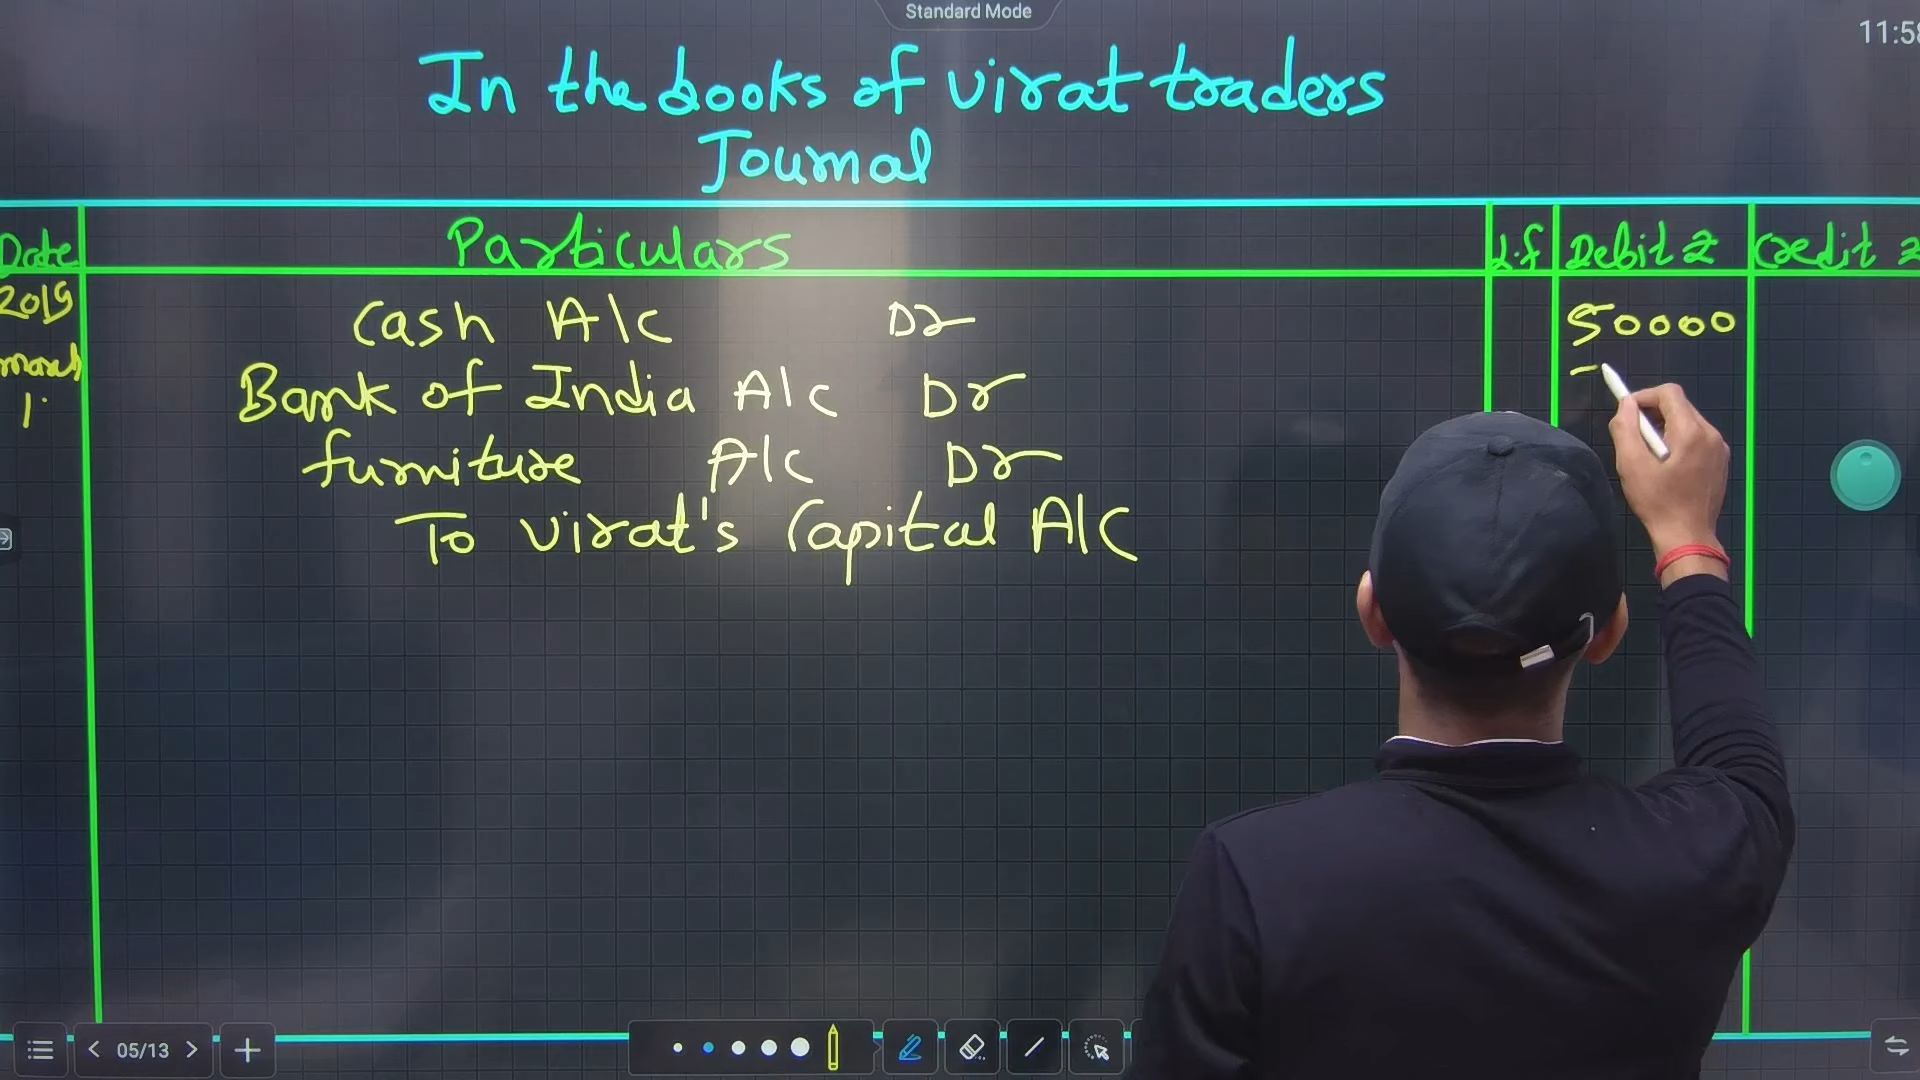 Standard Mode
11:58
In the books of virat traders
Journal
Date Particulars L.f Debit ₹ Credit ₹
2019 Cash A/c Dr 50000
march Bank of India A/c Dr
1. furniture A/c Dr
To virat's Capital A/c
05/13